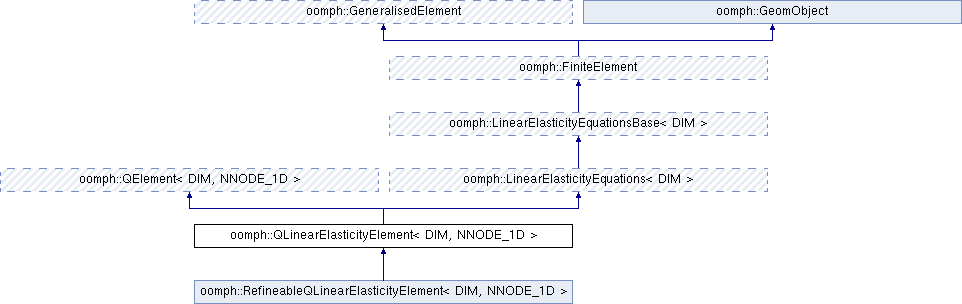 oomph::GeneralisedElement
oomph::GeomObject
oomph::FiniteElement
oomph::LinearElasticityEquationsBase< DIM >
oomph::QElement< DIM, NNODE_1D >
oomph::LinearElasticityEquations< DIM >
oomph::QLinearElasticityElement< DIM, NNODE_1D >
oomph::RefineableQLinearElasticityElement< DIM, NNODE_1D >